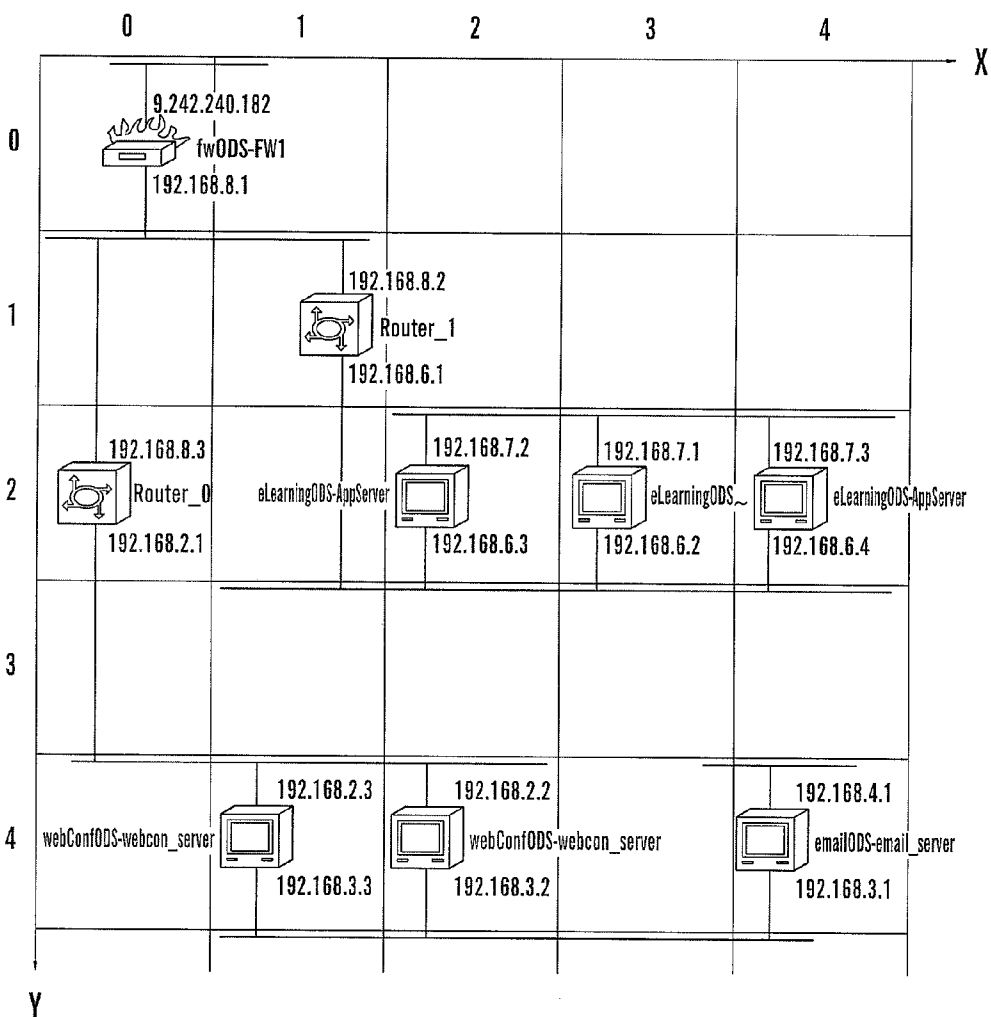 0 1 2 3 4
X
9.242.240.182
0
fwODS-FW1
192.168.8.1
192.168.8.2
1
Router_1
192.168.6.1
192.168.8.3
192.168.7.2
192.168.7.1
192.168.7.3
2
Router_0
eLearningODS-AppServer
eLearningODS~
eLearningODS-AppServer
192.168.2.1
192.168.6.3
192.168.6.2
192.168.6.4
3
192.168.2.3
192.168.2.2
192.168.4.1
4
webConfODS-webcon_server
webConfODS-webcon_server
emailODS-email_server
192.168.3.3
192.168.3.2
192.168.3.1
Y